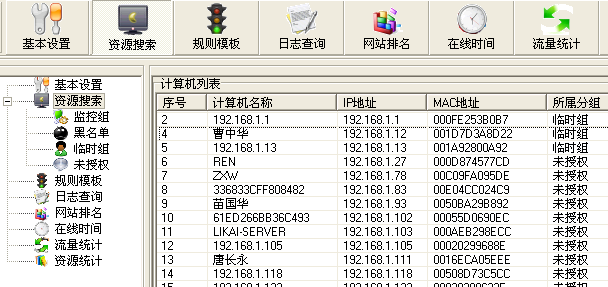 基本设置 资源搜索 规则模板 日志查询 网站排名 在线时间 流量统计
基本设置
资源搜索
监控组
黑名单
临时组
未授权
规则模板
日志查询
网站排名
在线时间
流量统计
资源统计
计算机列表
序号 计算机名称 IP地址 MAC地址 所属分组
2 192.168.1.1 192.168.1.1 000FE253B0B7 临时组
4 曹中华 192.168.1.12 001D7D3A8D22 临时组
5 192.168.1.13 192.168.1.13 001A92800A92 临时组
6 REN 192.168.1.27 000D874577CD 未授权
7 ZXW 192.168.1.78 00C09FA095DE 未授权
8 336833CFF808482 192.168.1.83 00E04CC024C9 未授权
9 苗国华 192.168.1.93 0050BA29B892 未授权
10 61ED266BB36C493 192.168.1.102 00055D0690EC 未授权
11 LIKAI-SERVER 192.168.1.103 000AEB298ECC 未授权
12 192.168.1.105 192.168.1.105 00020299688E 未授权
13 唐长永 192.168.1.111 0016ECA05EEE 未授权
14 192.168.1.118 192.168.1.118 00508D73C5CC 未授权